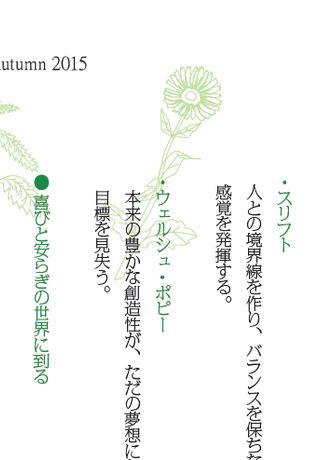 utumn 2015
・スリフト
人との境界線を作り、バランスを保ちた
感覚を発揮する。
・ウェルシュ・ポピー
本来の豊かな創造性が、ただの夢想に
目標を見失う。
●喜びと安らぎの世界に到る